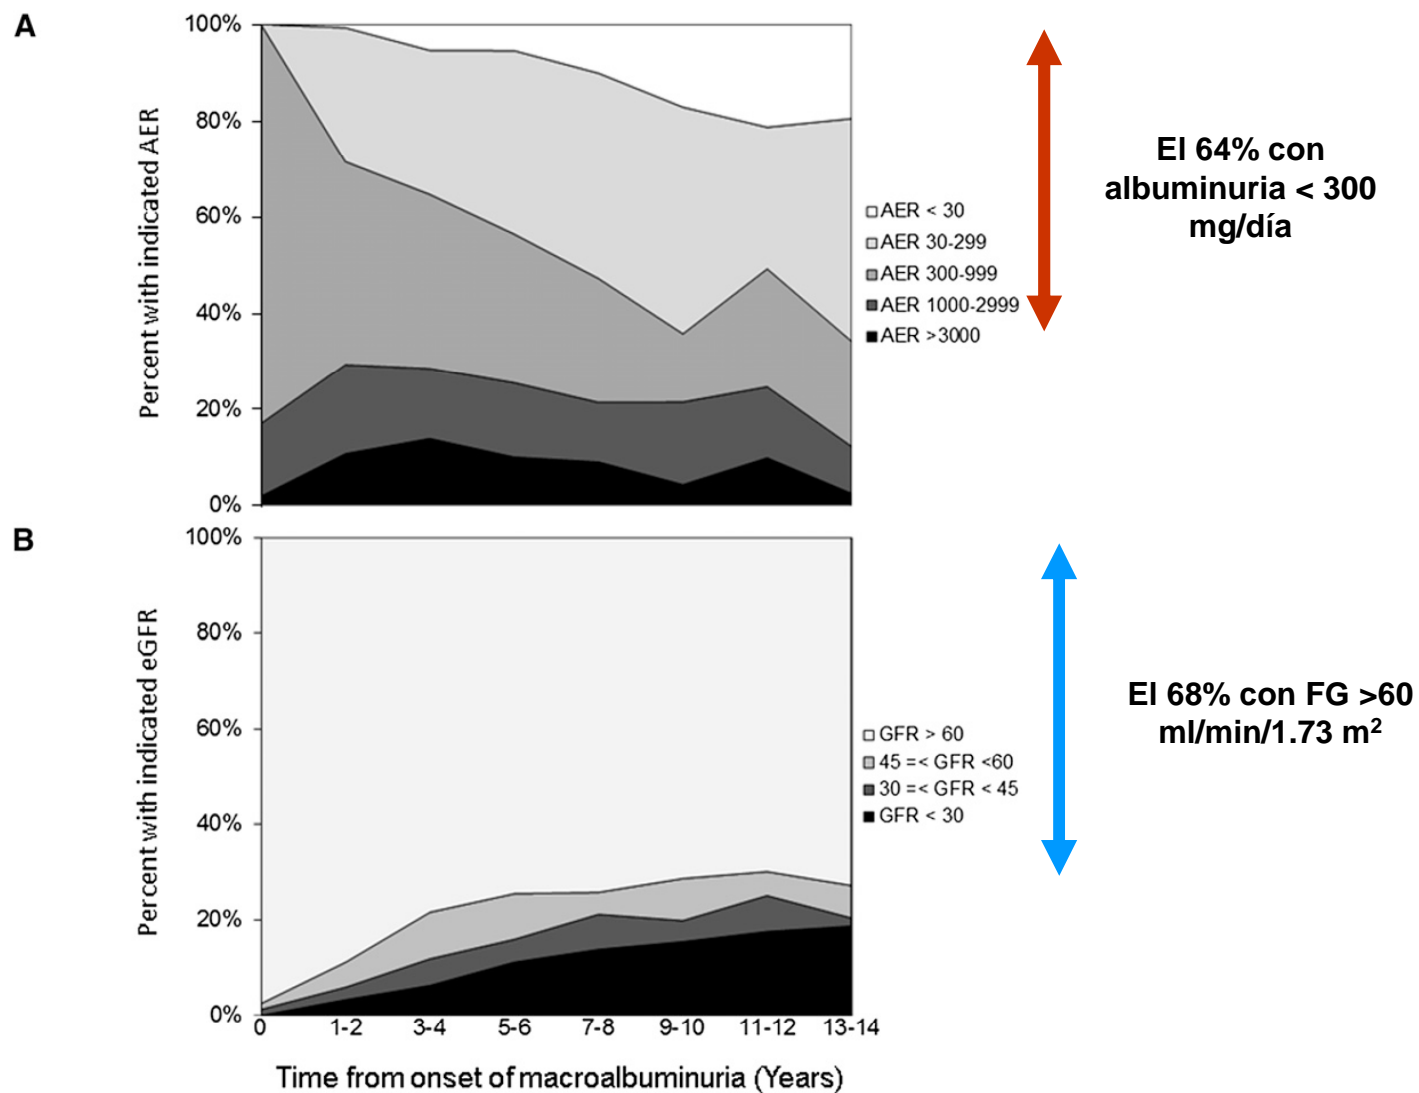 A
100%
80%
60%
40%
20%
0%
Percent with indicated AER
AER < 30
AER 30-299
AER 300-999
AER 1000-2999
AER >3000
El 64% con
albuminuria < 300
mg/día
B
100%
80%
60%
40%
20%
0%
Percent with indicated eGFR
GFR > 60
45 =< GFR <60
30 =< GFR < 45
GFR < 30
El 68% con FG >60
ml/min/1.73 m²
0 1-2 3-4 5-6 7-8 9-10 11-12 13-14
Time from onset of macroalbuminuria (Years)